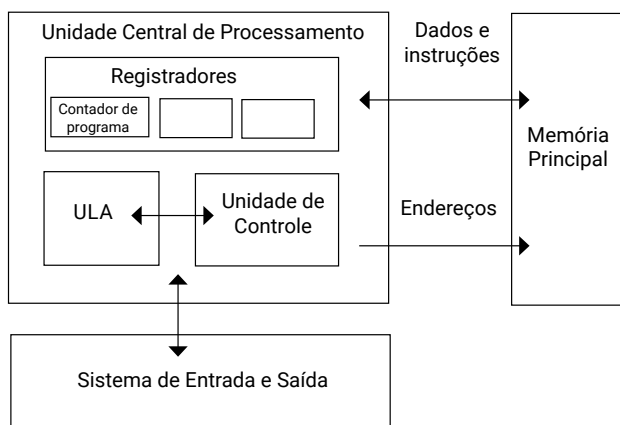 Unidade Central de Processamento
Registradores
Contador de
programa
ULA
Unidade de
Controle
Dados e
instruções
Endereços
Memória
Principal
Sistema de Entrada e Saída